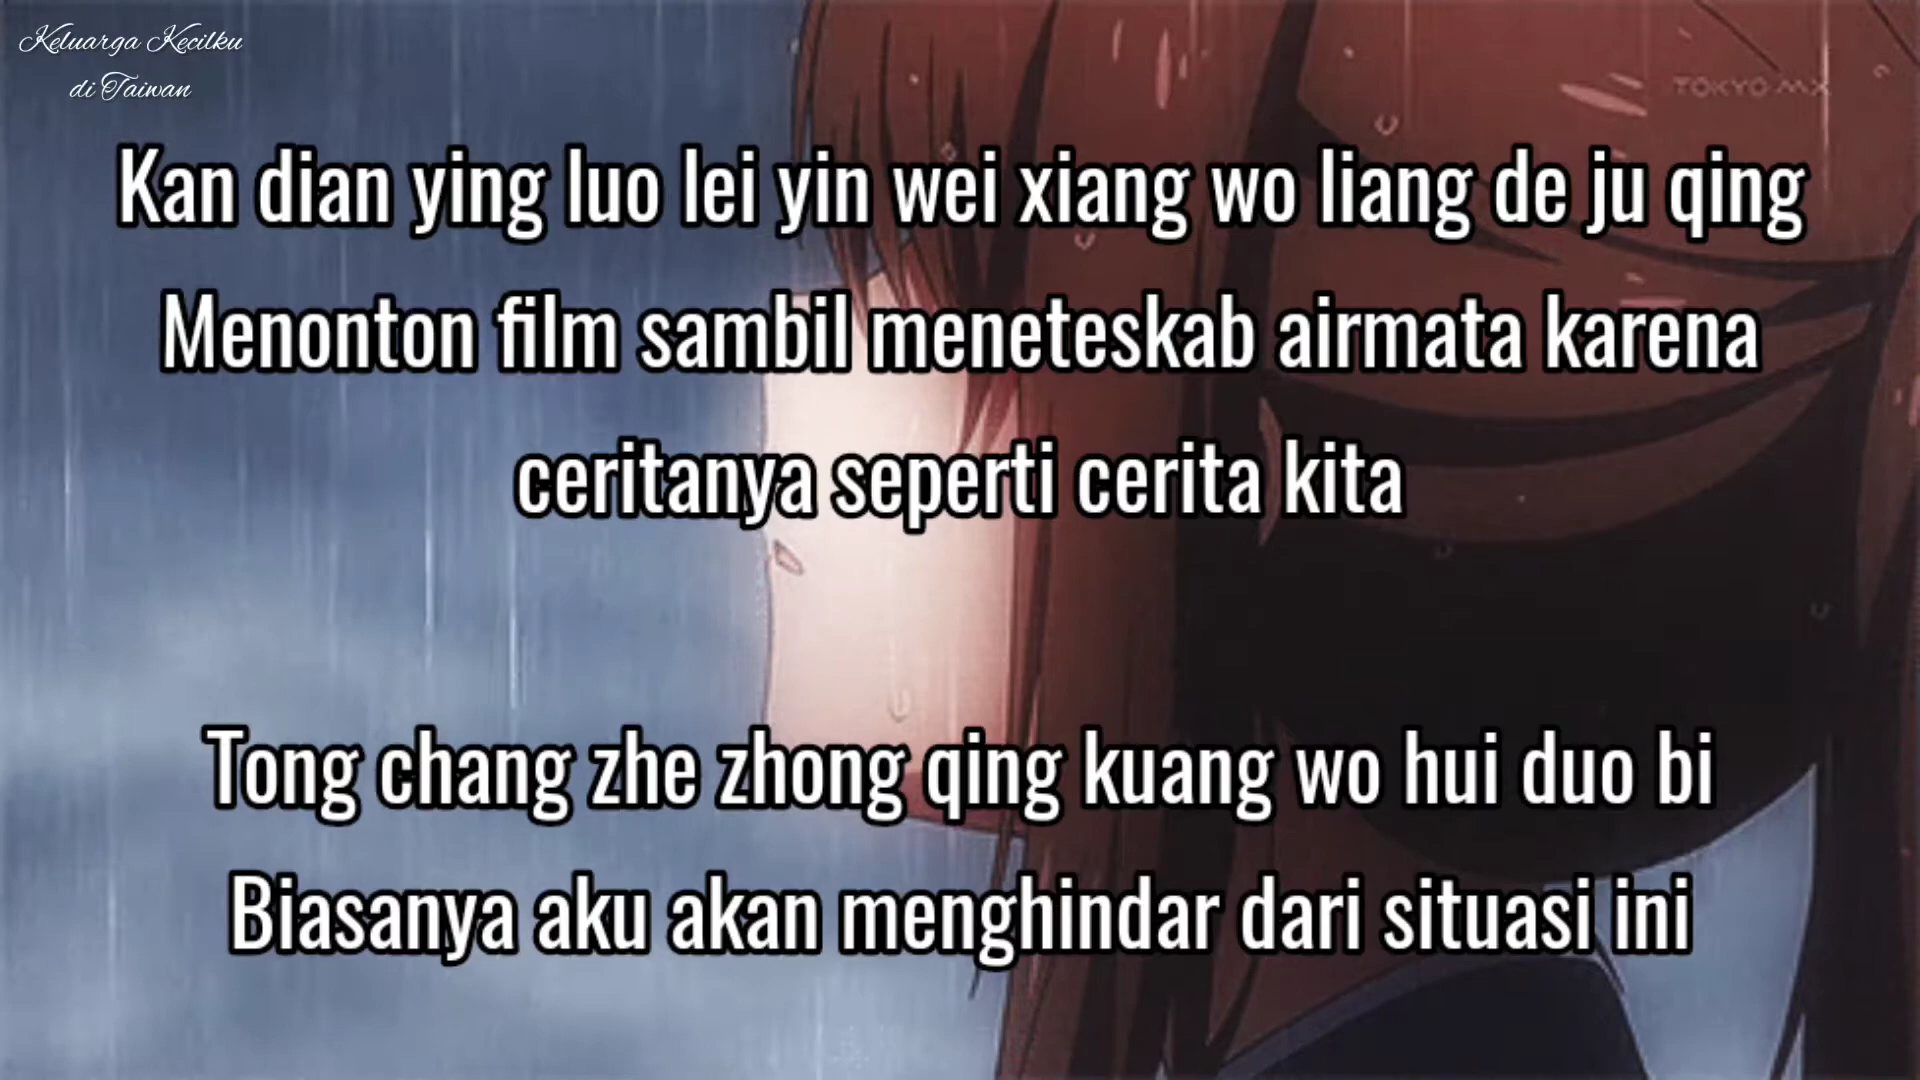 Keluarga Kecilku
di Taiwan
TOKYO MX
Kan dian ying luo lei yin wei xiang wo liang de ju qing
Menonton film sambil meneteskab airmata karena
ceritanya seperti cerita kita
Tong chang zhe zhong qing kuang wo hui duo bi
Biasanya aku akan menghindar dari situasi ini